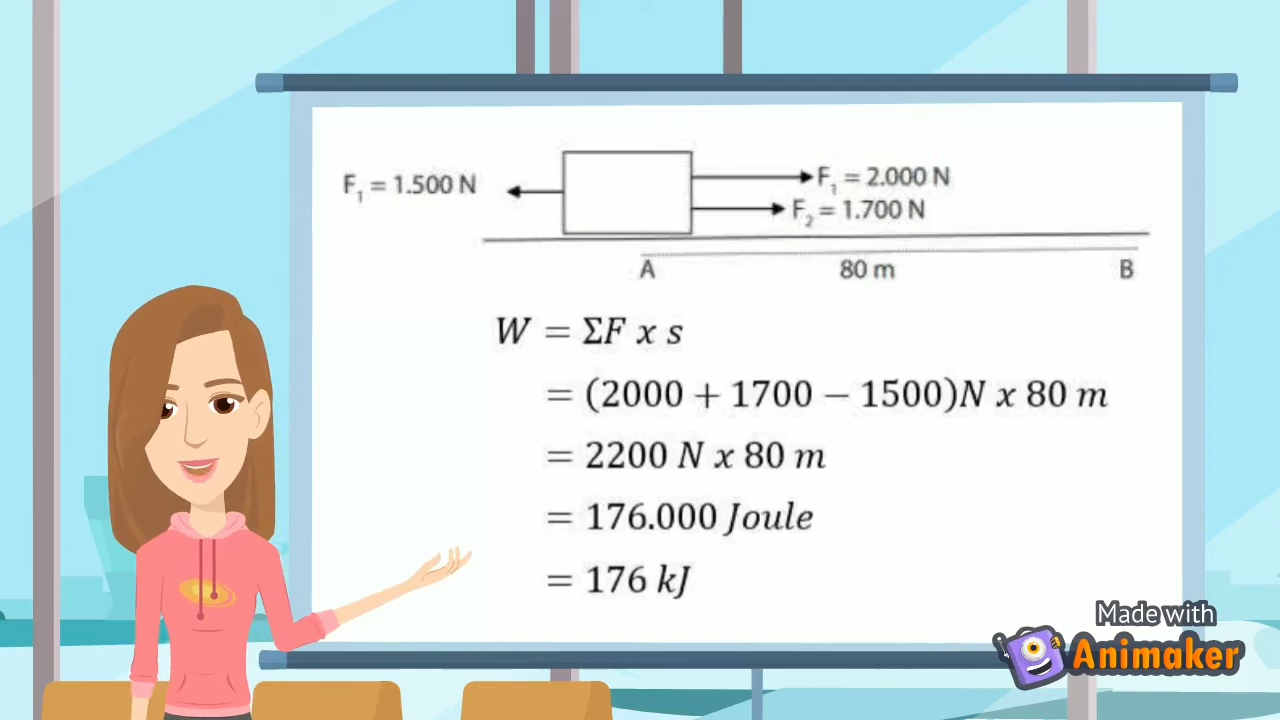 F₁ = 1.500 N
F₁ = 2.000 N
F₂ = 1.700 N
A 80 m B
W = ΣF x s
= (2000 + 1700 − 1500)N x 80 m
= 2200 N x 80 m
= 176.000 Joule
= 176 kJ
Made with
Animaker